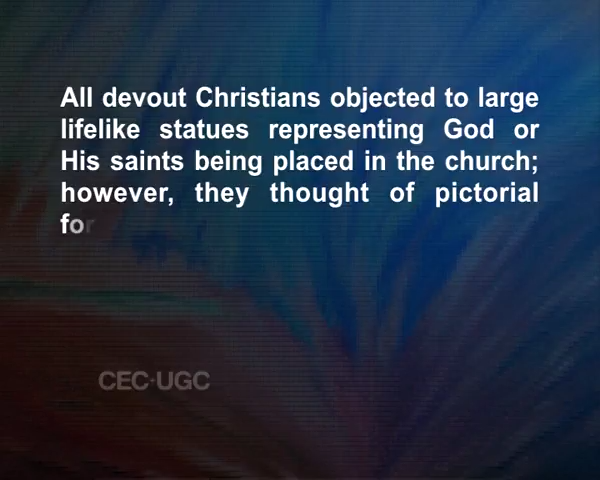 All devout Christians objected to large
lifelike statues representing God or
His saints being placed in the church;
however, they thought of pictorial
for
CEC-UGC